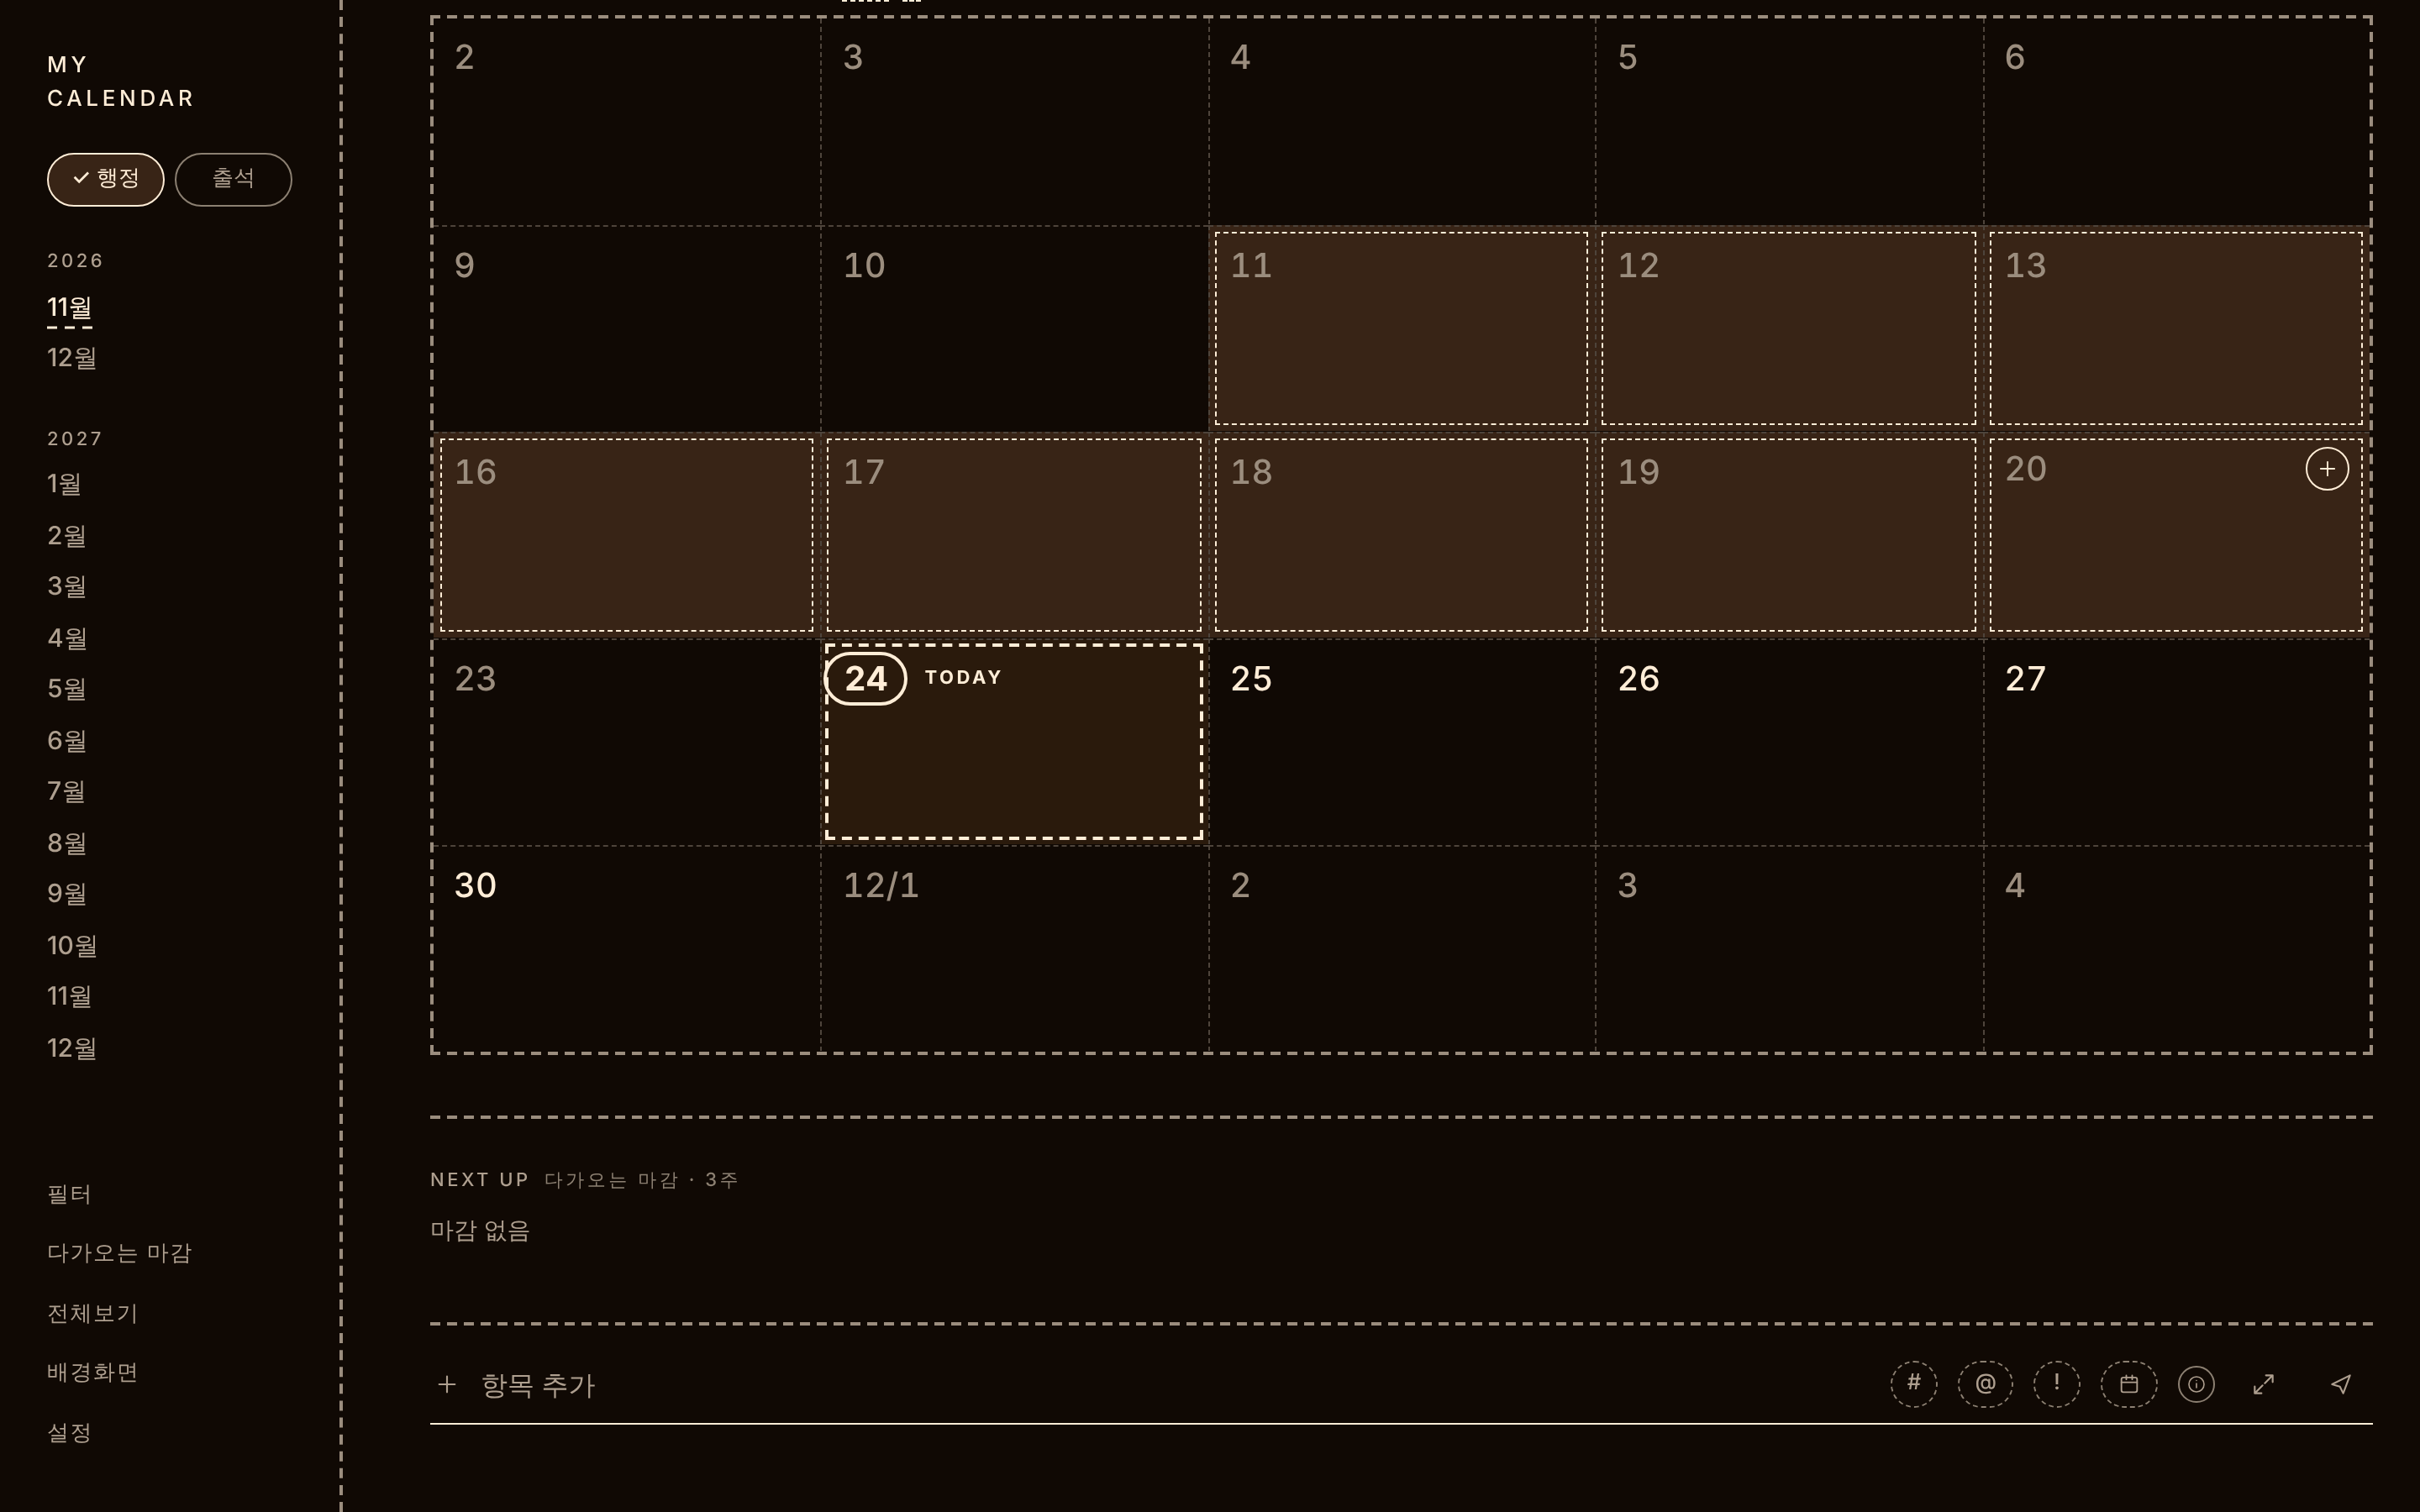 MY
CALENDAR
행정 출석
2026
11월
12월
2027
1월
2월
3월
4월
5월
6월
7월
8월
9월
10월
11월
12월
필터
다가오는 마감
전체보기
배경화면
설정
2 3 4 5 6
9 10 11 12 13
16 17 18 19 20
23 24 TODAY 25 26 27
30 12/1 2 3 4
NEXT UP 다가오는 마감 · 3주
마감 없음
+ 항목 추가 # @ !